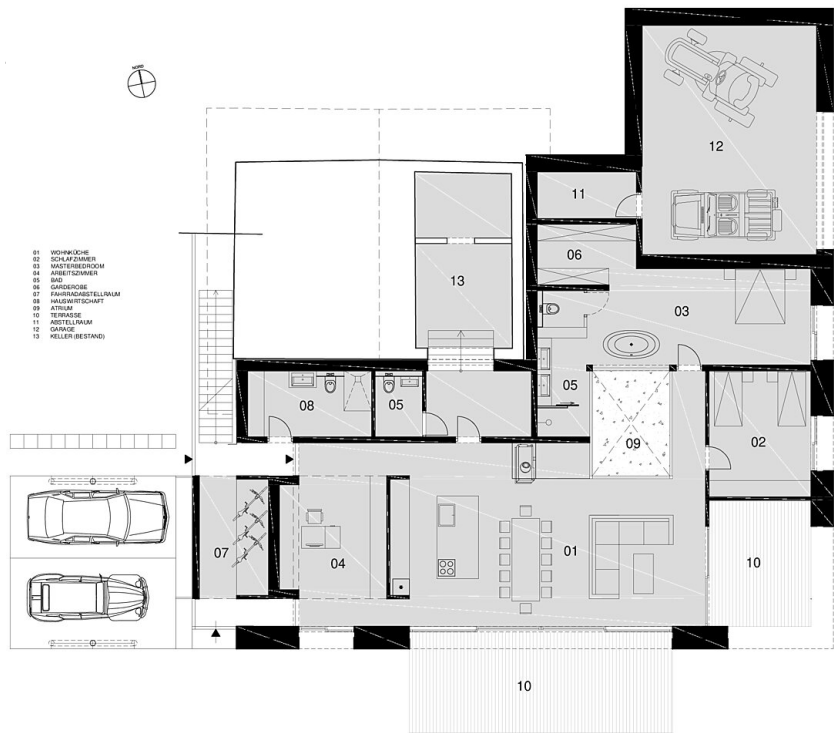 NORD
12
11
06
13
03
01 WOHNKÜCHE
02 SCHLAFZIMMER
03 MASTERBEDROOM
04 ARBEITSZIMMER
05 BAD
06 GARDEROBE
07 FAHRRADABSTELLRAUM
08 HAUSWIRTSCHAFT
09 ATRIUM
10 TERRASSE
11 ABSTELLRAUM
12 GARAGE
13 KELLER (BESTAND)
05
08
05
02
09
07
04
01
10
10